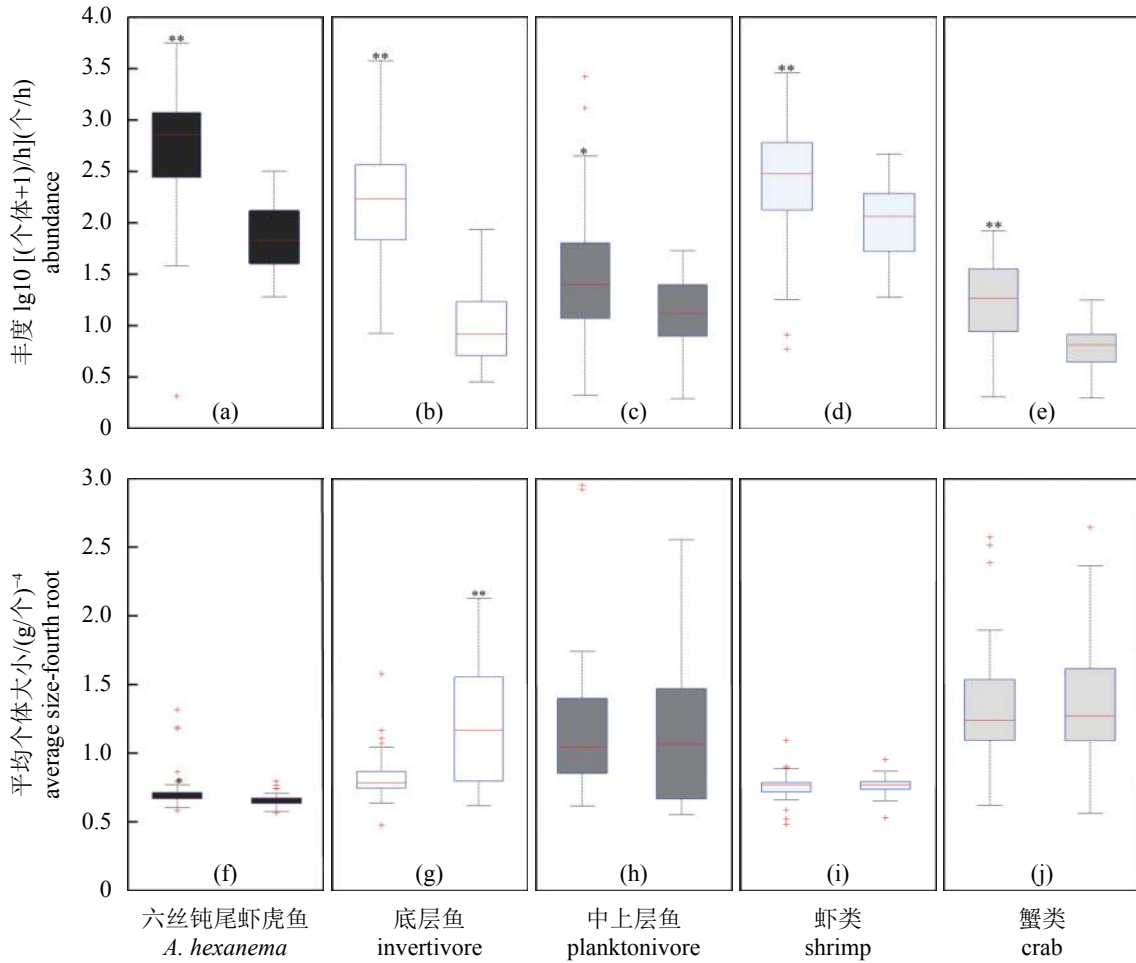 丰度 lg10 [(个体+1)/h](个/h)
abundance
4.0
3.5
3.0
2.5
2.0
1.5
1.0
0.5
0
**
**
*
**
**
(a)
(b)
(c)
(d)
(e)
平均个体大小/(g/个)⁻⁴
average size-fourth root
3.0
2.5
2.0
1.5
1.0
0.5
0
*
**
(f)
(g)
(h)
(i)
(j)
六丝钝尾虾虎鱼
A. hexanema
底层鱼
invertivore
中上层鱼
planktonivore
虾类
shrimp
蟹类
crab